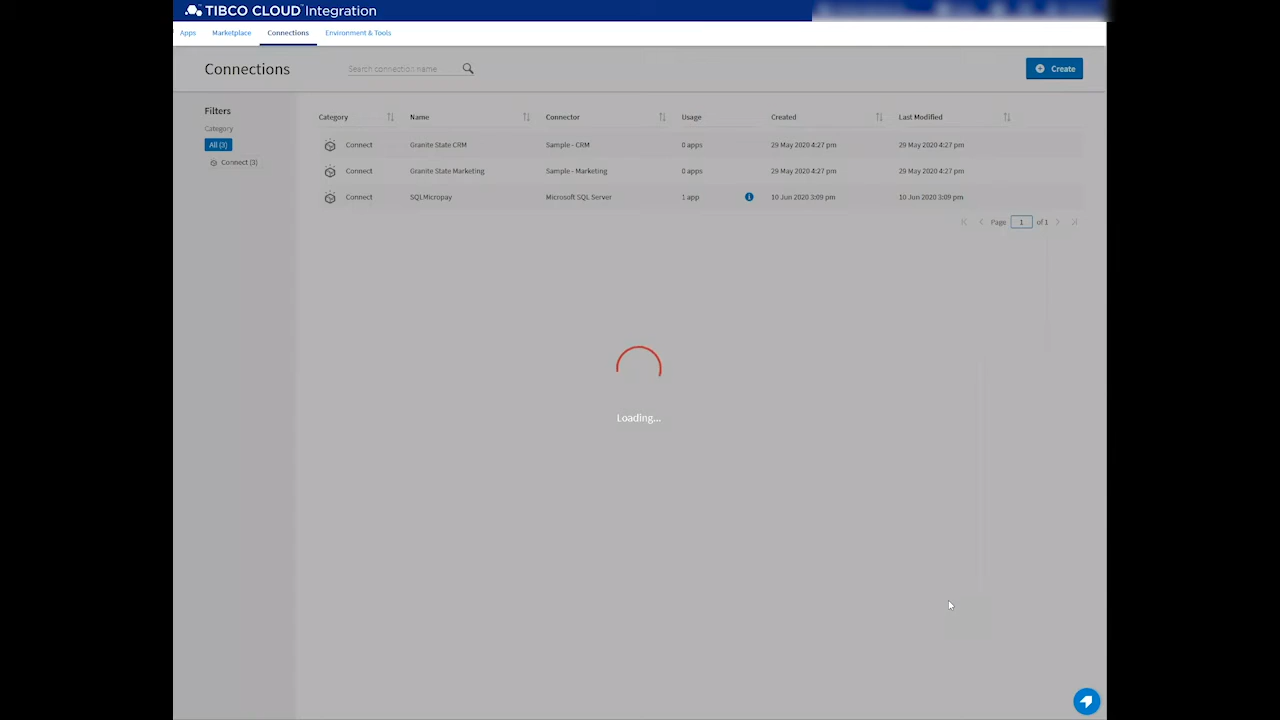 TIBCO CLOUD™ Integration
Apps Marketplace Connections Environment & Tools
Connections Search connection name Create
Filters
Category
All (3)
Connect (3)
Category Name Connector Usage Created Last Modified
Connect Granite State CRM Sample - CRM 0 apps 29 May 2020 4:27 pm 29 May 2020 4:27 pm
Connect Granite State Marketing Sample - Marketing 0 apps 29 May 2020 4:27 pm 29 May 2020 4:27 pm
Connect SQLMicropay Microsoft SQL Server 1 app 10 Jun 2020 3:09 pm 10 Jun 2020 3:09 pm
Page 1 of 1
Loading...